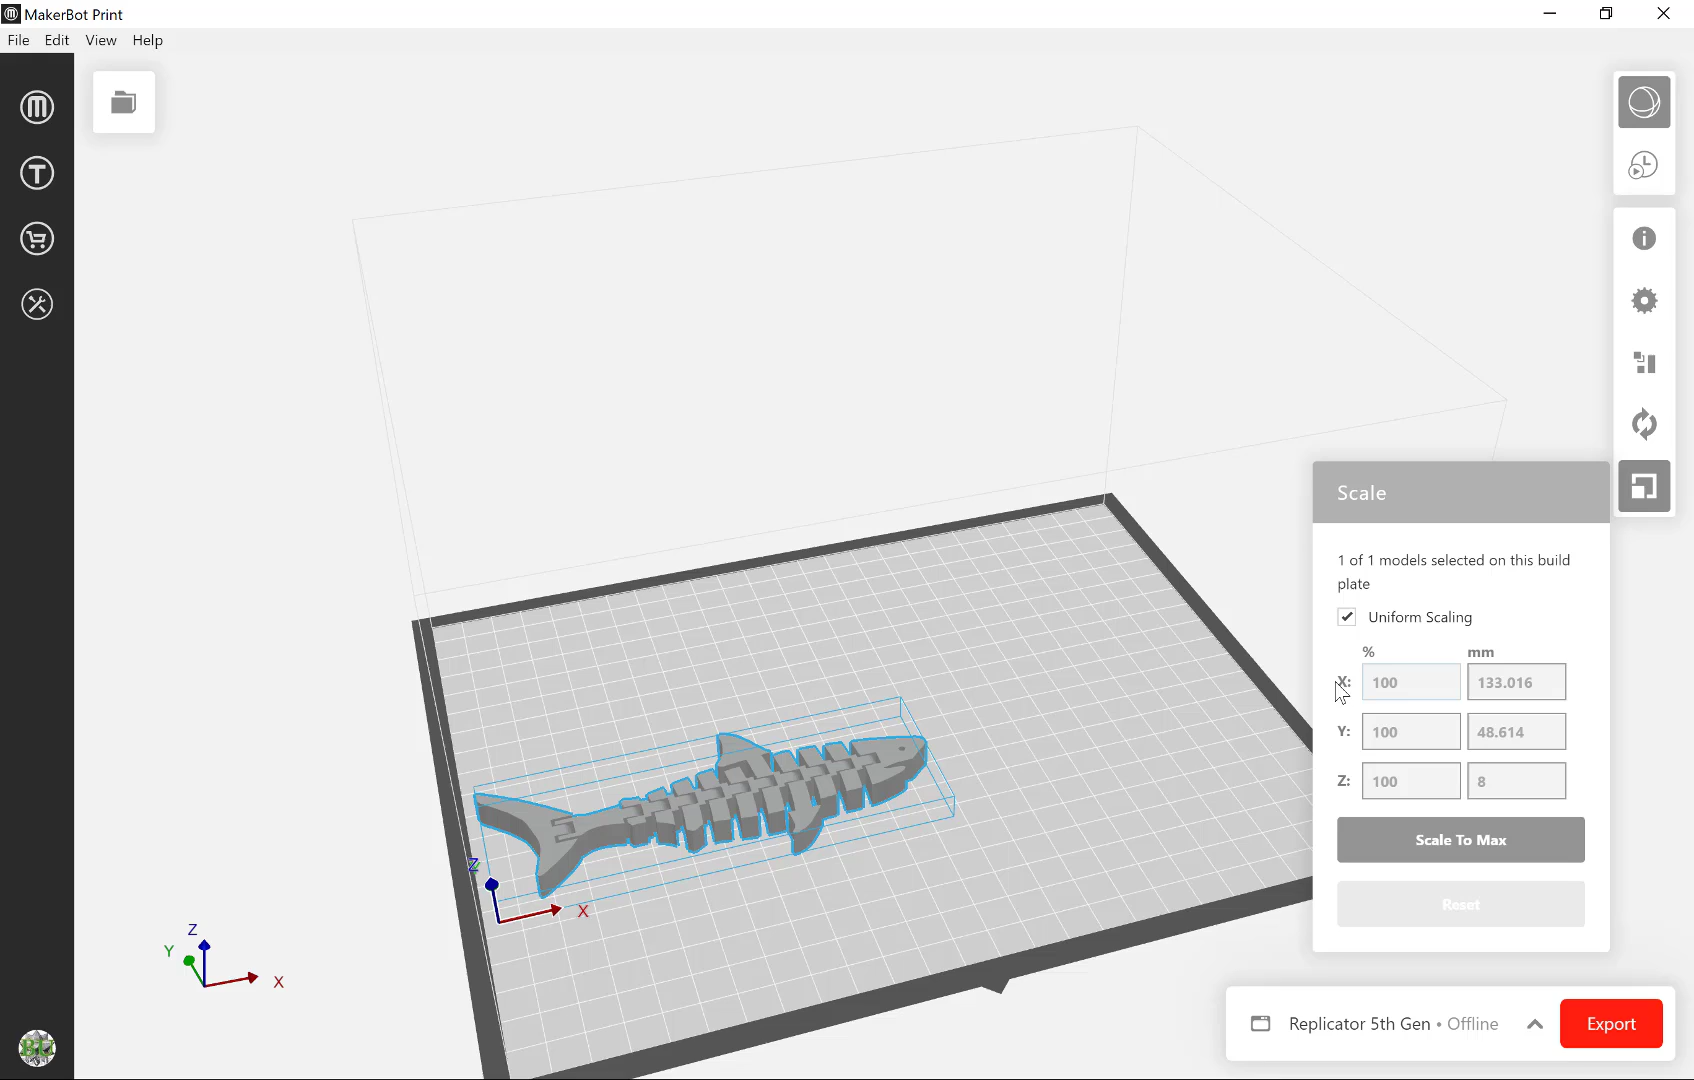 MakerBot Print
File Edit View Help
T
i
Scale
1 of 1 models selected on this build
plate
Uniform Scaling
% mm
X: 100 133.016
Y: 100 48.614
Z: 100 8
Scale To Max
Reset
Z
X
Z
Y
X
Replicator 5th Gen • Offline
Export